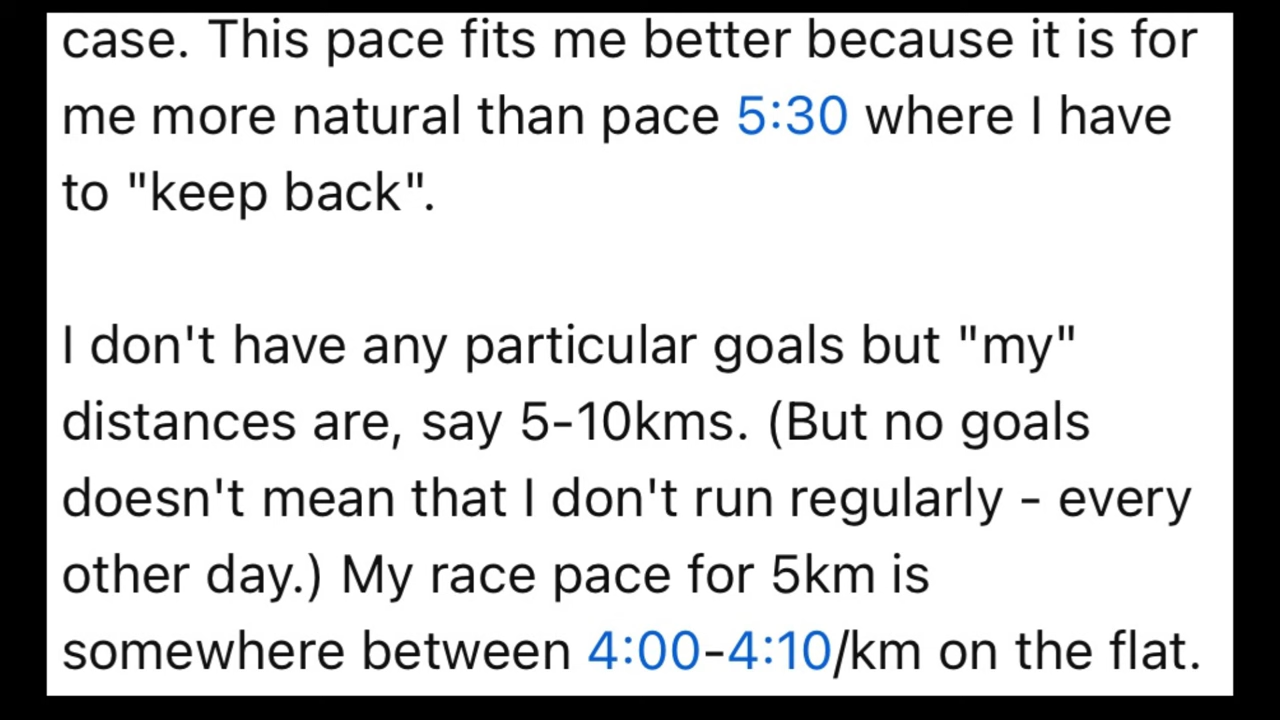 case. This pace fits me better because it is for
me more natural than pace 5:30 where I have
to "keep back".
I don't have any particular goals but "my"
distances are, say 5-10kms. (But no goals
doesn't mean that I don't run regularly - every
other day.) My race pace for 5km is
somewhere between 4:00-4:10/km on the flat.